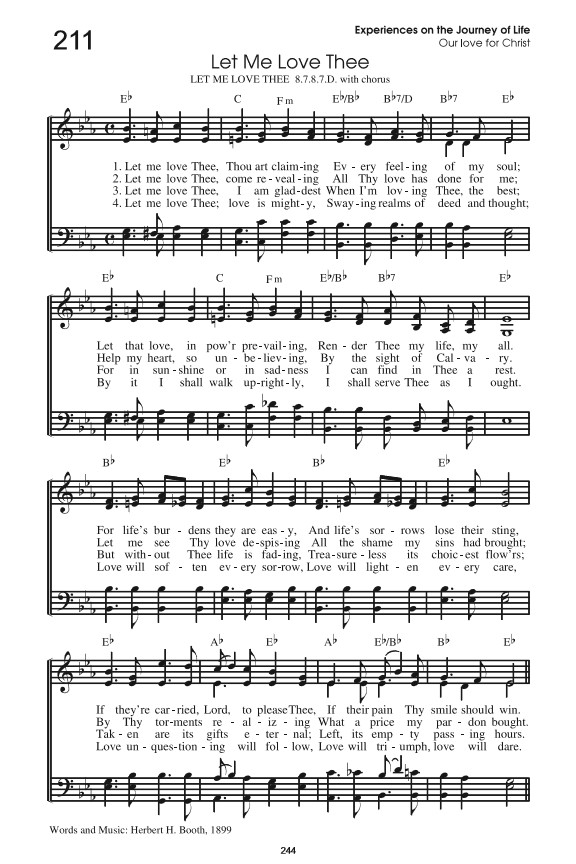 211
Experiences on the Journey of Life
Our love for Christ
Let Me Love Thee
LET ME LOVE THEE 8.7.8.7.D. with chorus
E♭ C Fm E♭/B♭ B♭7/D B♭7 E♭
1. Let me love Thee, Thou art claim-ing Ev-ery feel-ing of my soul;
2. Let me love Thee, come re-veal-ing All Thy love has done for me;
3. Let me love Thee, I am glad-dest When I'm lov-ing Thee, the best;
4. Let me love Thee; love is might-y, Sway-ing realms of deed and thought;
E♭ C Fm E♭/B♭ B♭7 E♭
Let that love, in pow'r pre-vail-ing, Ren-der Thee my life, my all.
Help my heart, so un-be-liev-ing, By the sight of Cal-va-ry.
For in sun-shine or in sad-ness I can find in Thee a rest.
By it I shall walk up-right-ly, I shall serve Thee as I ought.
B♭ E♭ B♭ E♭
For life's bur-dens they are eas-y, And life's sor-rows lose their sting,
Let me see Thy love de-spis-ing All the shame my sins had brought;
But with-out Thee life is fad-ing, Trea-sure-less its choic-est flow'rs;
Love will sof-ten ev-ery sor-row, Love will light-en ev-ery care,
E♭ B♭ A♭ E♭ A♭ E♭/B♭ B♭ E♭
If they're car-ried, Lord, to please Thee, If their pain Thy smile should win.
By Thy tor-ments re-al-iz-ing What a price my par-don bought.
Tak-en are its gifts e-ter-nal; Left, its emp-ty pass-ing hours.
Love un-ques-tion-ing will fol-low, Love will tri-umph, love will dare.
Words and Music: Herbert H. Booth, 1899
244